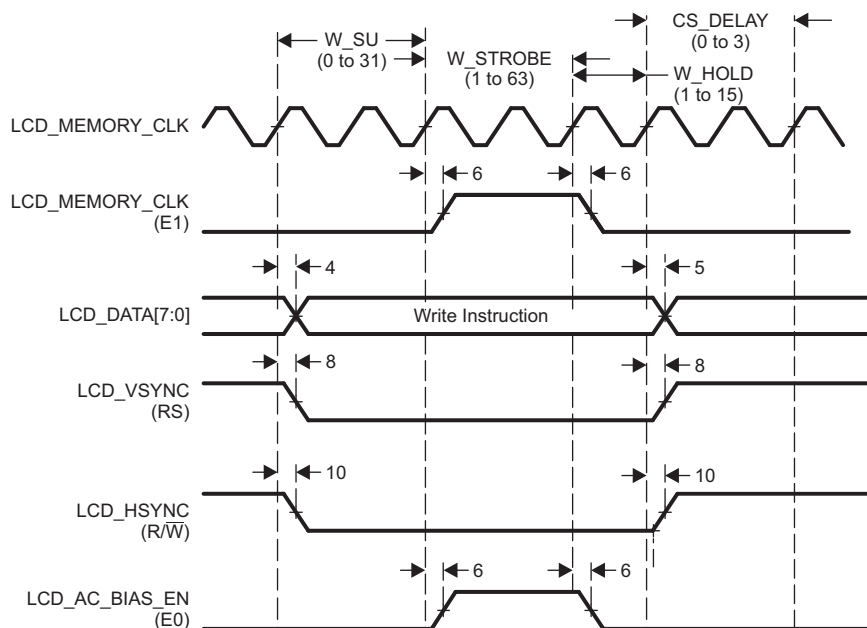 CS_DELAY
(0 to 3)
W_SU
(0 to 31)
W_STROBE
(1 to 63)
W_HOLD
(1 to 15)
LCD_MEMORY_CLK
6
6
LCD_MEMORY_CLK
(E1)
4
5
LCD_DATA[7:0]
Write Instruction
8
8
LCD_VSYNC
(RS)
10
10
LCD_HSYNC
(R/W̅)
6
6
LCD_AC_BIAS_EN
(E0)